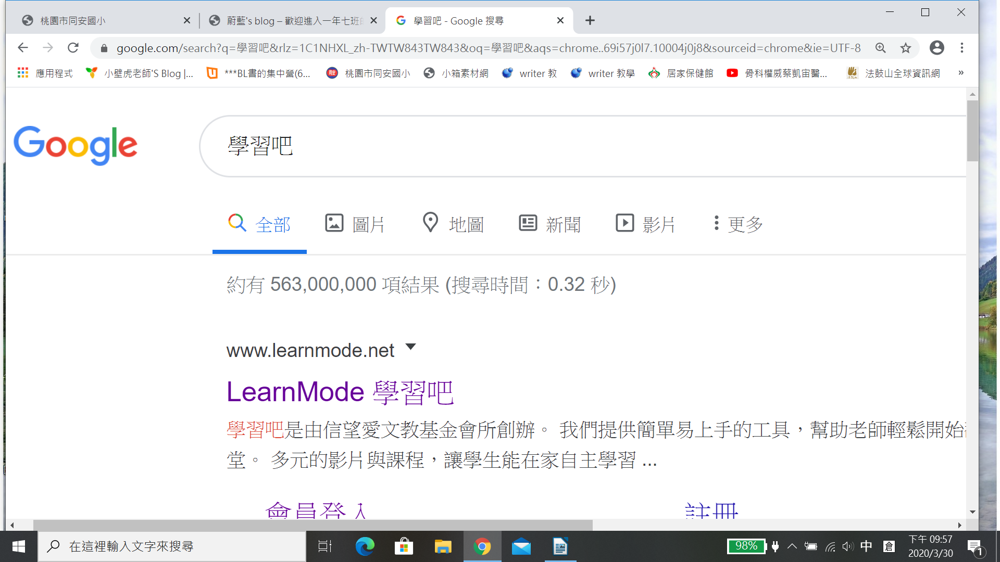 桃園市同安國小
蔚藍's blog – 歡迎進入一年七班
學習吧 - Google 搜尋
google.com/search?q=學習吧&rlz=1C1NHXL_zh-TWTW843TW843&oq=學習吧&aqs=chrome..69i57j0l7.10004j0j8&sourceid=chrome&ie=UTF-8
應用程式 小壁虎老師'S Blog |... ***BL書的集中營(6... 桃園市同安國小 小箱素材網 writer 教 writer 教學 居家保健館 骨科權威蔡凱宙醫... 法鼓山全球資訊網 »
Google
學習吧
全部 圖片 地圖 新聞 影片 更多
約有 563,000,000 項結果 (搜尋時間：0.32 秒)
www.learnmode.net
LearnMode 學習吧
學習吧是由信望愛文教基金會所創辦。 我們提供簡單易上手的工具，幫助老師輕鬆開始
堂。 多元的影片與課程，讓學生能在家自主學習 ...
會員登入 註冊
在這裡輸入文字來搜尋
98%
中
倉
下午 09:57
2020/3/30
1